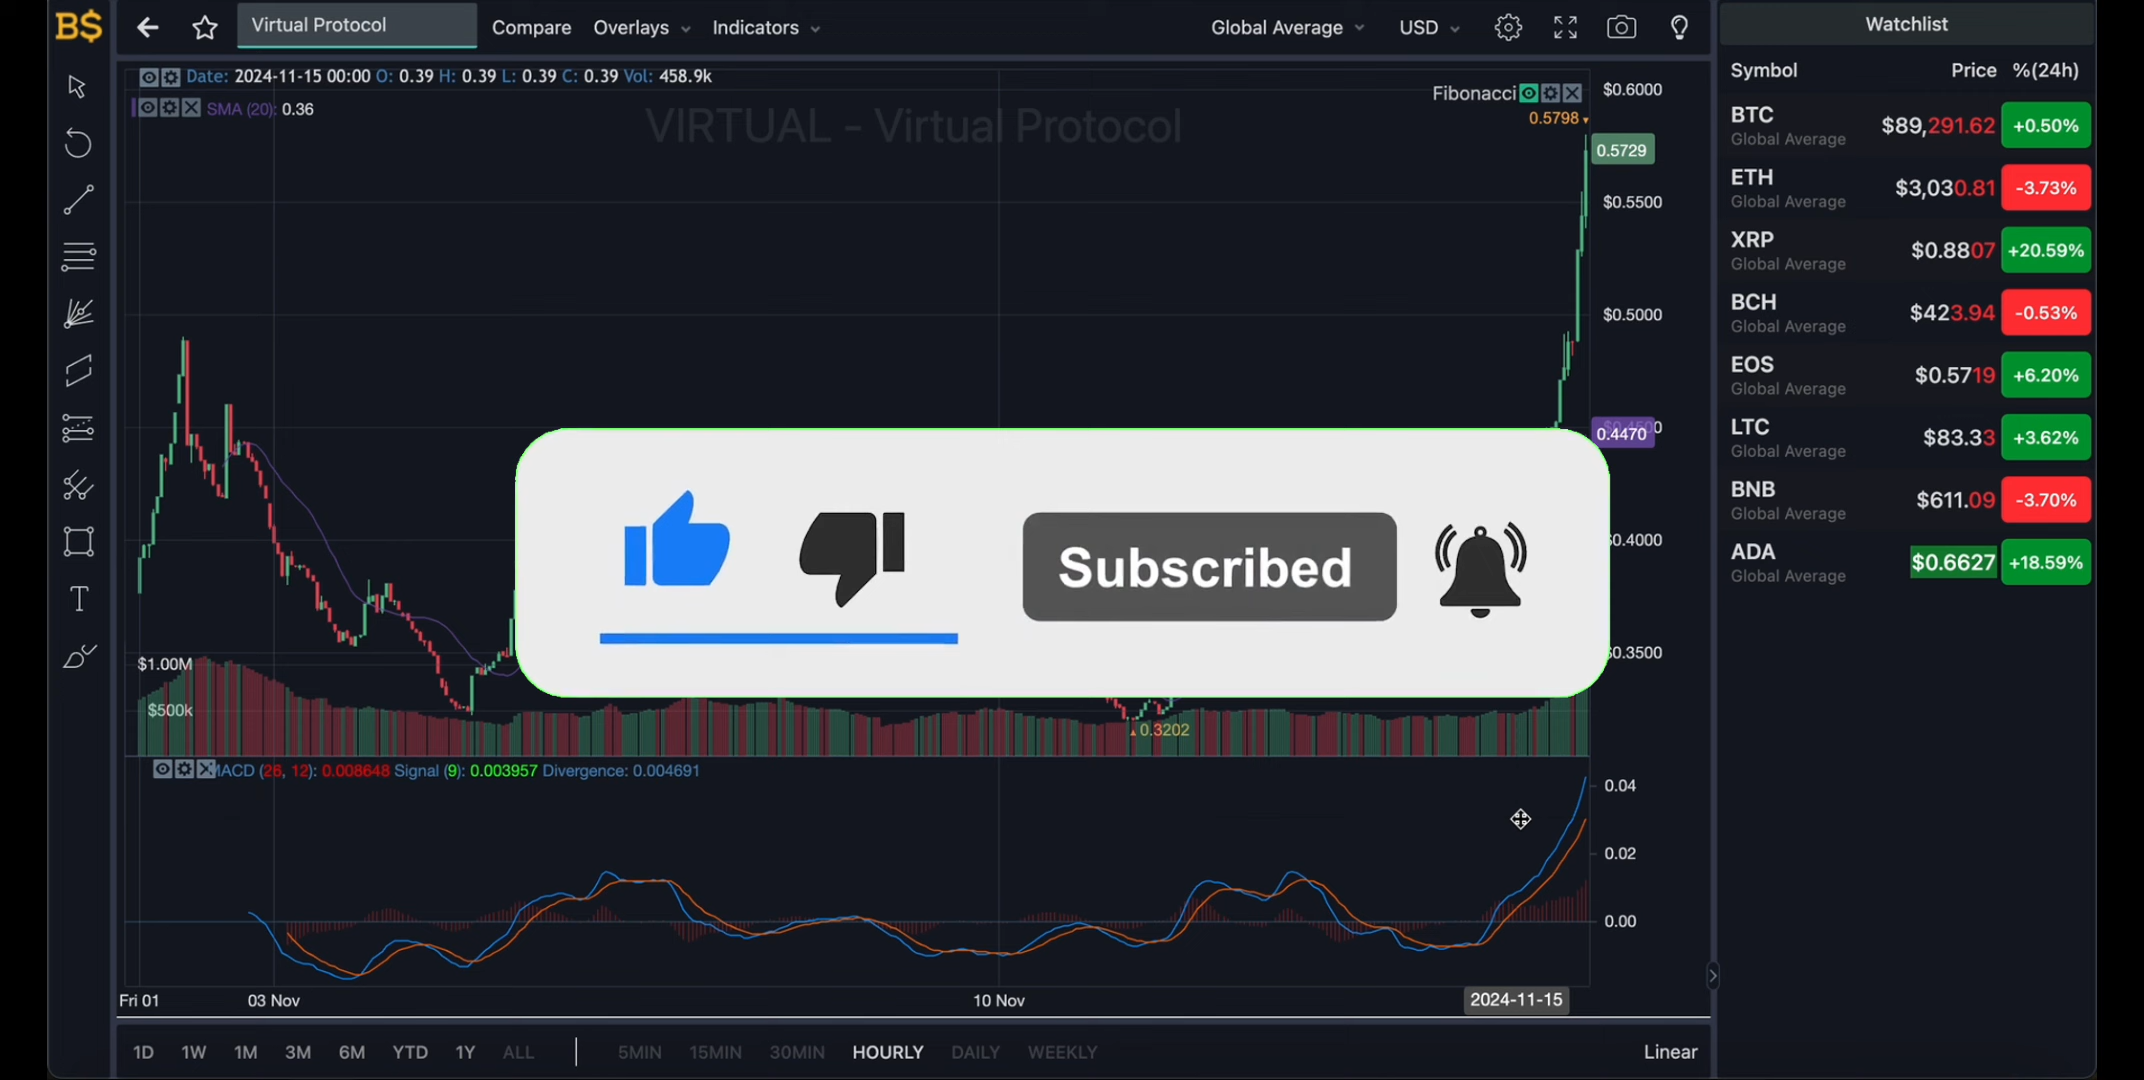 B$
Virtual Protocol Compare Overlays Indicators Global Average USD
Date: 2024-11-15 00:00 O: 0.39 H: 0.39 L: 0.39 C: 0.39 Vol: 458.9k
SMA (20): 0.36
VIRTUAL - Virtual Protocol
Fibonacci
0.5798
$0.6000
0.5729
$0.5500
$0.5000
0.4470
$0.4000
$0.3500
Subscribed
$1.00M
$500k
0.3202
MACD (26, 12): 0.008648 Signal (9): 0.003957 Divergence: 0.004691
0.04
0.02
0.00
Fri 01 03 Nov 10 Nov 2024-11-15
1D 1W 1M 3M 6M YTD 1Y ALL 5MIN 15MIN 30MIN HOURLY DAILY WEEKLY Linear
T
Watchlist
Symbol Price %(24h)
BTC $89,291.62 +0.50%
Global Average
ETH $3,030.81 -3.73%
Global Average
XRP $0.8807 +20.59%
Global Average
BCH $423.94 -0.53%
Global Average
EOS $0.5719 +6.20%
Global Average
LTC $83.33 +3.62%
Global Average
BNB $611.09 -3.70%
Global Average
ADA $0.6627 +18.59%
Global Average